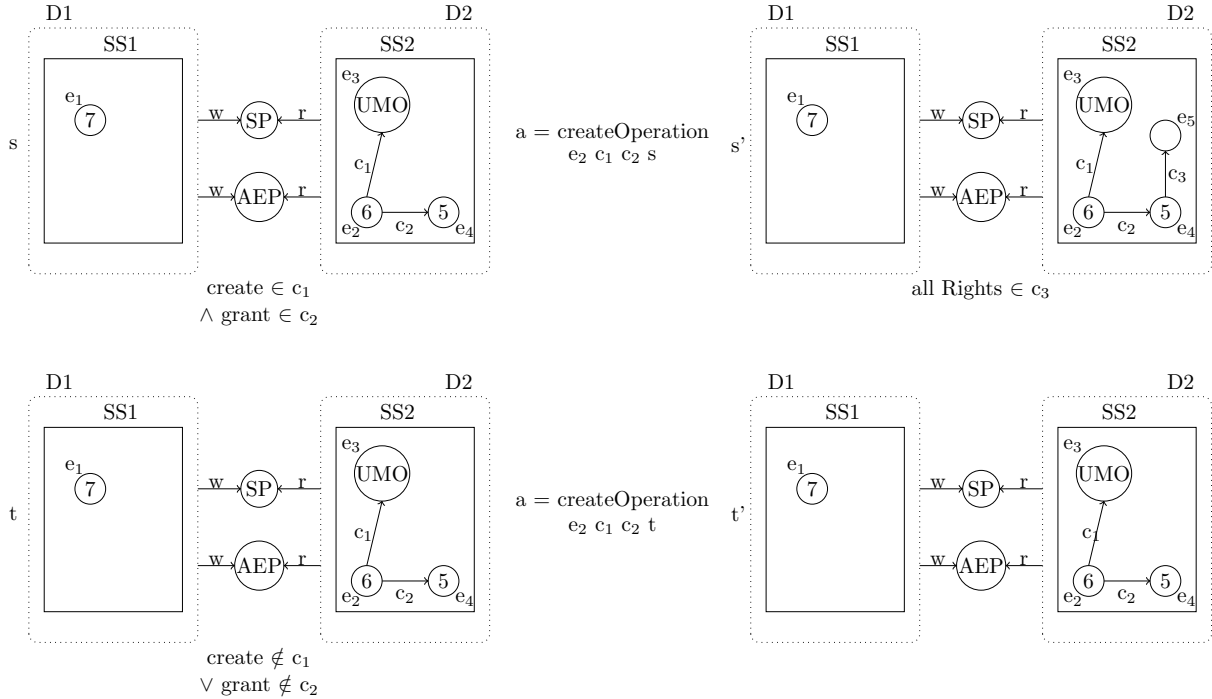 D1
D2
D1
D2
SS1
SS2
SS1
SS2
e₃
e₃
e₁
UMO
e₁
UMO
7
w
SP
r
7
w
SP
r
e₅
a = createOperation
e₂ c₁ c₂ s
s
s'
c₁
c₁
c₃
w
AEP
r
w
AEP
r
6
5
6
5
e₂
c₂
e₄
e₂
c₂
e₄
create ∈ c₁
∧ grant ∈ c₂
all Rights ∈ c₃
D1
D2
D1
D2
SS1
SS2
SS1
SS2
e₃
e₃
e₁
UMO
e₁
UMO
7
w
SP
r
7
w
SP
r
a = createOperation
e₂ c₁ c₂ t
t
t'
c₁
c₁
w
AEP
r
w
AEP
r
6
5
6
5
e₂
c₂
e₄
e₂
c₂
e₄
create ∉ c₁
∨ grant ∉ c₂